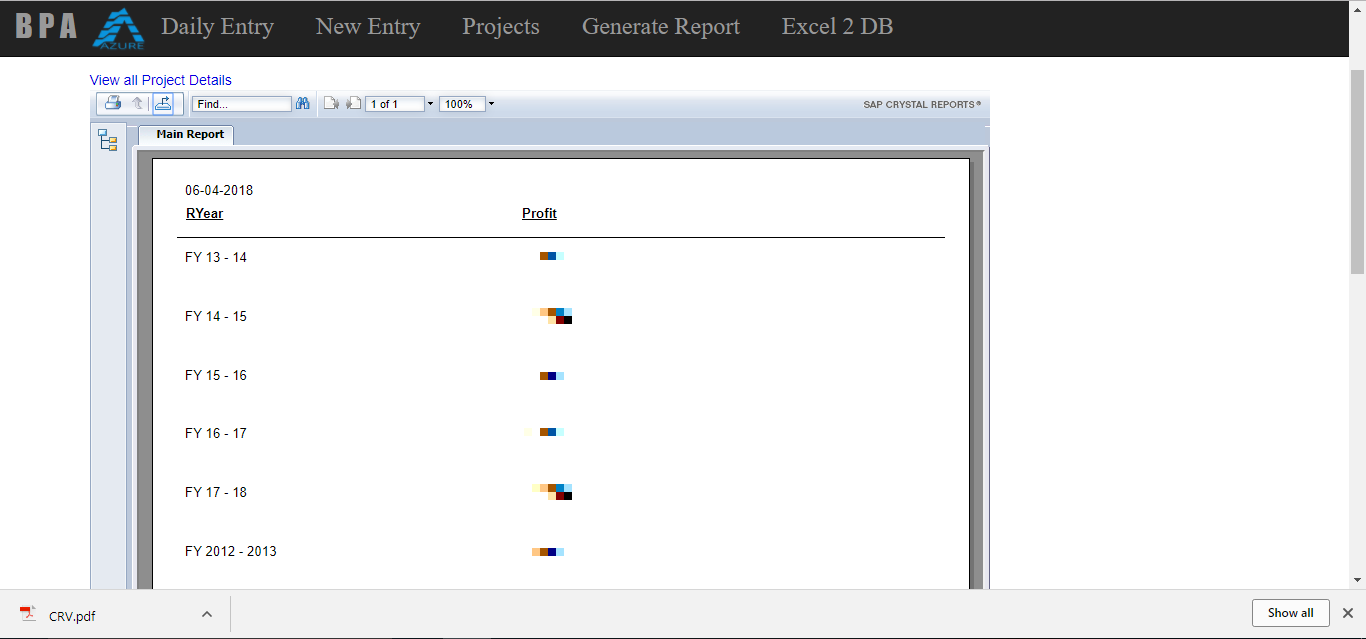 BPA AZURE Daily Entry New Entry Projects Generate Report Excel 2 DB
View all Project Details
Find... 1 of 1 100% SAP CRYSTAL REPORTS®
Main Report
06-04-2018
RYear Profit
FY 13 - 14
FY 14 - 15
FY 15 - 16
FY 16 - 17
FY 17 - 18
FY 2012 - 2013
CRV.pdf Show all